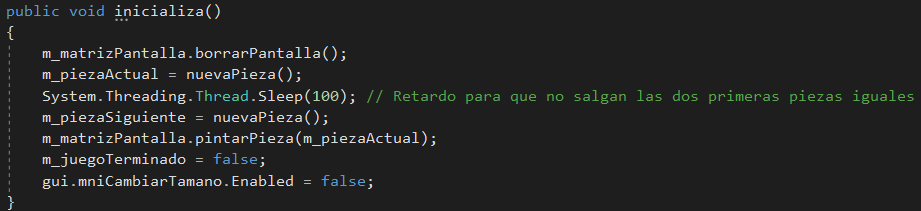 public void inicializa()
{
m_matrizPantalla.borrarPantalla();
m_piezaActual = nuevaPieza();
System.Threading.Thread.Sleep(100); // Retardo para que no salgan las dos primeras piezas iguales
m_piezaSiguiente = nuevaPieza();
m_matrizPantalla.pintarPieza(m_piezaActual);
m_juegoTerminado = false;
gui.mniCambiarTamano.Enabled = false;
}